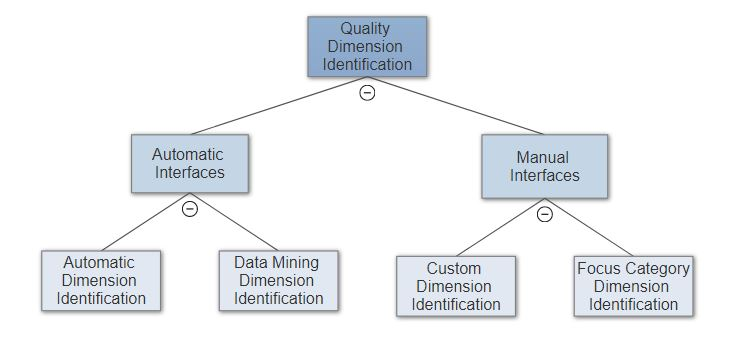 Quality
Dimension
Identification
Automatic
Interfaces
Manual
Interfaces
Automatic
Dimension
Identification
Data Mining
Dimension
Identification
Custom
Dimension
Identification
Focus Category
Dimension
Identification